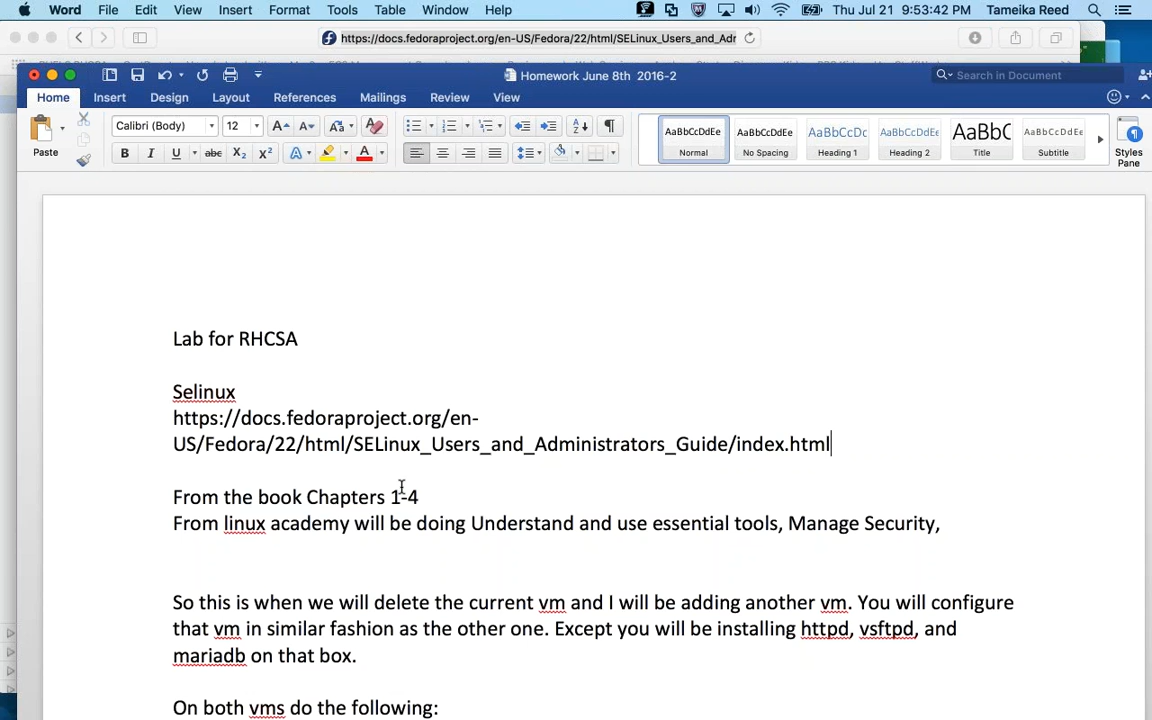 Word File Edit View Insert Format Tools Table Window Help Thu Jul 21 9:53:42 PM Tameika Reed
https://docs.fedoraproject.org/en-US/Fedora/22/html/SELinux_Users_and_Adr
Homework June 8th 2016-2 Search in Document
Home Insert Design Layout References Mailings Review View
Paste Calibri (Body) 12
AaBbCcDdEe AaBbCcDdEe AaBbCcDc AaBbCcDdEe AaBbC AaBbCcDdEe
Normal No Spacing Heading 1 Heading 2 Title Subtitle Styles Pane
B I U abc X2 X2 A A
Lab for RHCSA
Selinux
https://docs.fedoraproject.org/en-
US/Fedora/22/html/SELinux_Users_and_Administrators_Guide/index.html
From the book Chapters 1-4
From linux academy will be doing Understand and use essential tools, Manage Security,
So this is when we will delete the current vm and I will be adding another vm. You will configure
that vm in similar fashion as the other one. Except you will be installing httpd, vsftpd, and
mariadb on that box.
On both vms do the following: